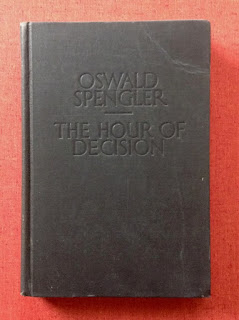 OSWALD
SPENGLER
THE HOUR OF
DECISION